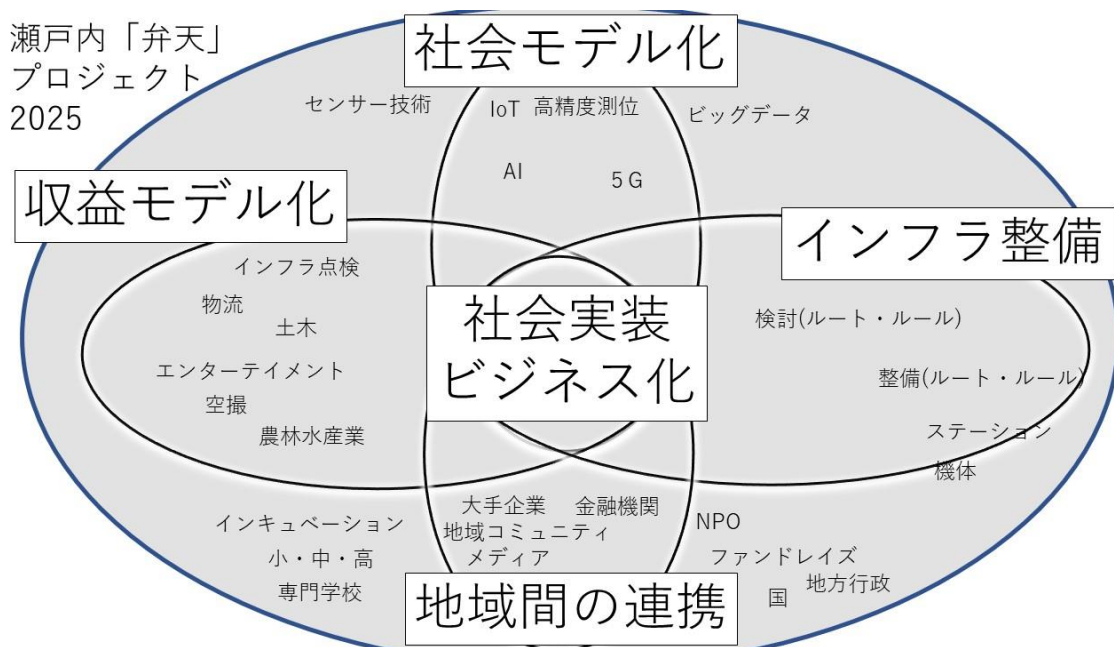 瀬戸内「弁天」
プロジェクト
2025
社会モデル化
センサー技術
IoT
高精度測位
ビッグデータ
AI
5G
収益モデル化
インフラ整備
インフラ点検
物流
土木
エンターテイメント
空撮
農林水産業
社会実装
ビジネス化
検討(ルート・ルール)
整備(ルート・ルール)
ステーション
機体
大手企業
金融機関
地域コミュニティ
メディア
インキュベーション
小・中・高
専門学校
NPO
ファンドレイズ
地方行政
国
地域間の連携